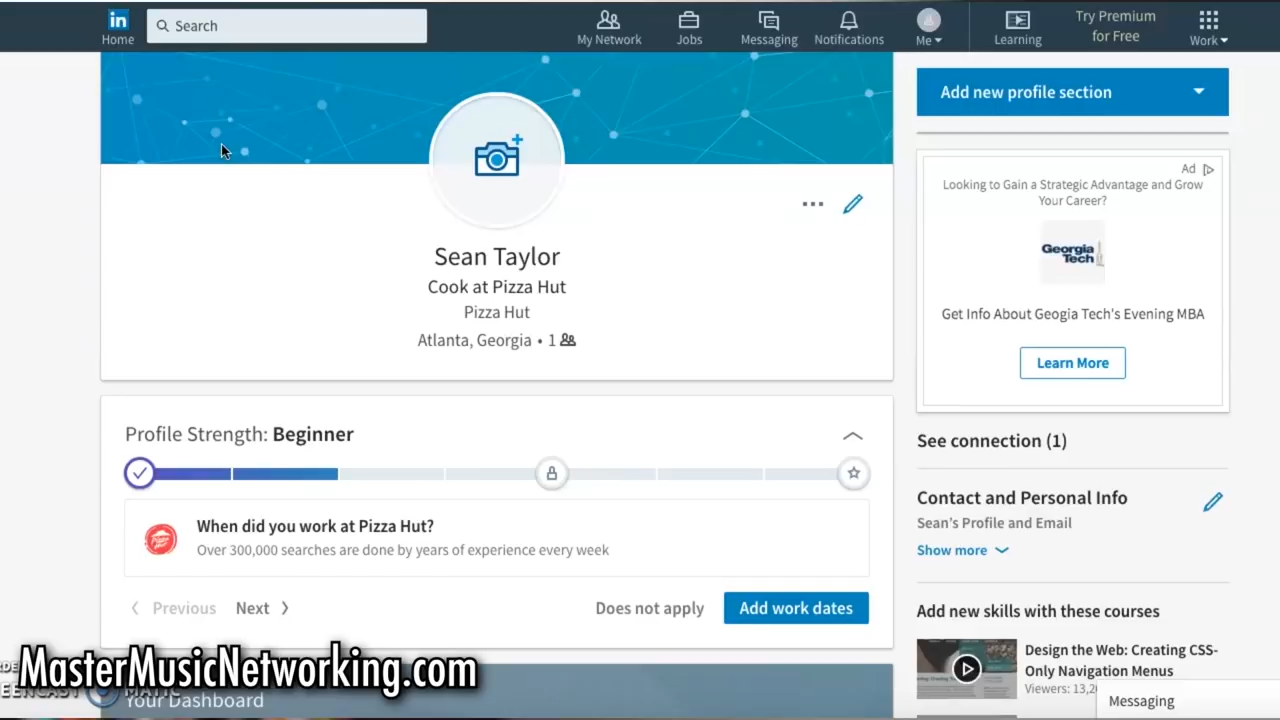 in
Home
Search
My Network
Jobs
Messaging
Notifications
Me
Learning
Try Premium
for Free
Work
Add new profile section
Sean Taylor
Cook at Pizza Hut
Pizza Hut
Atlanta, Georgia • 1
Ad
Looking to Gain a Strategic Advantage and Grow
Your Career?
Georgia
Tech
Get Info About Geogia Tech's Evening MBA
Learn More
Profile Strength: Beginner
When did you work at Pizza Hut?
Over 300,000 searches are done by years of experience every week
Previous
Next
Does not apply
Add work dates
See connection (1)
Contact and Personal Info
Sean's Profile and Email
Show more
Add new skills with these courses
Design the Web: Creating CSS-
Only Navigation Menus
Viewers:
Messaging
MasterMusicNetworking.com
MATIC
Your Dashboard